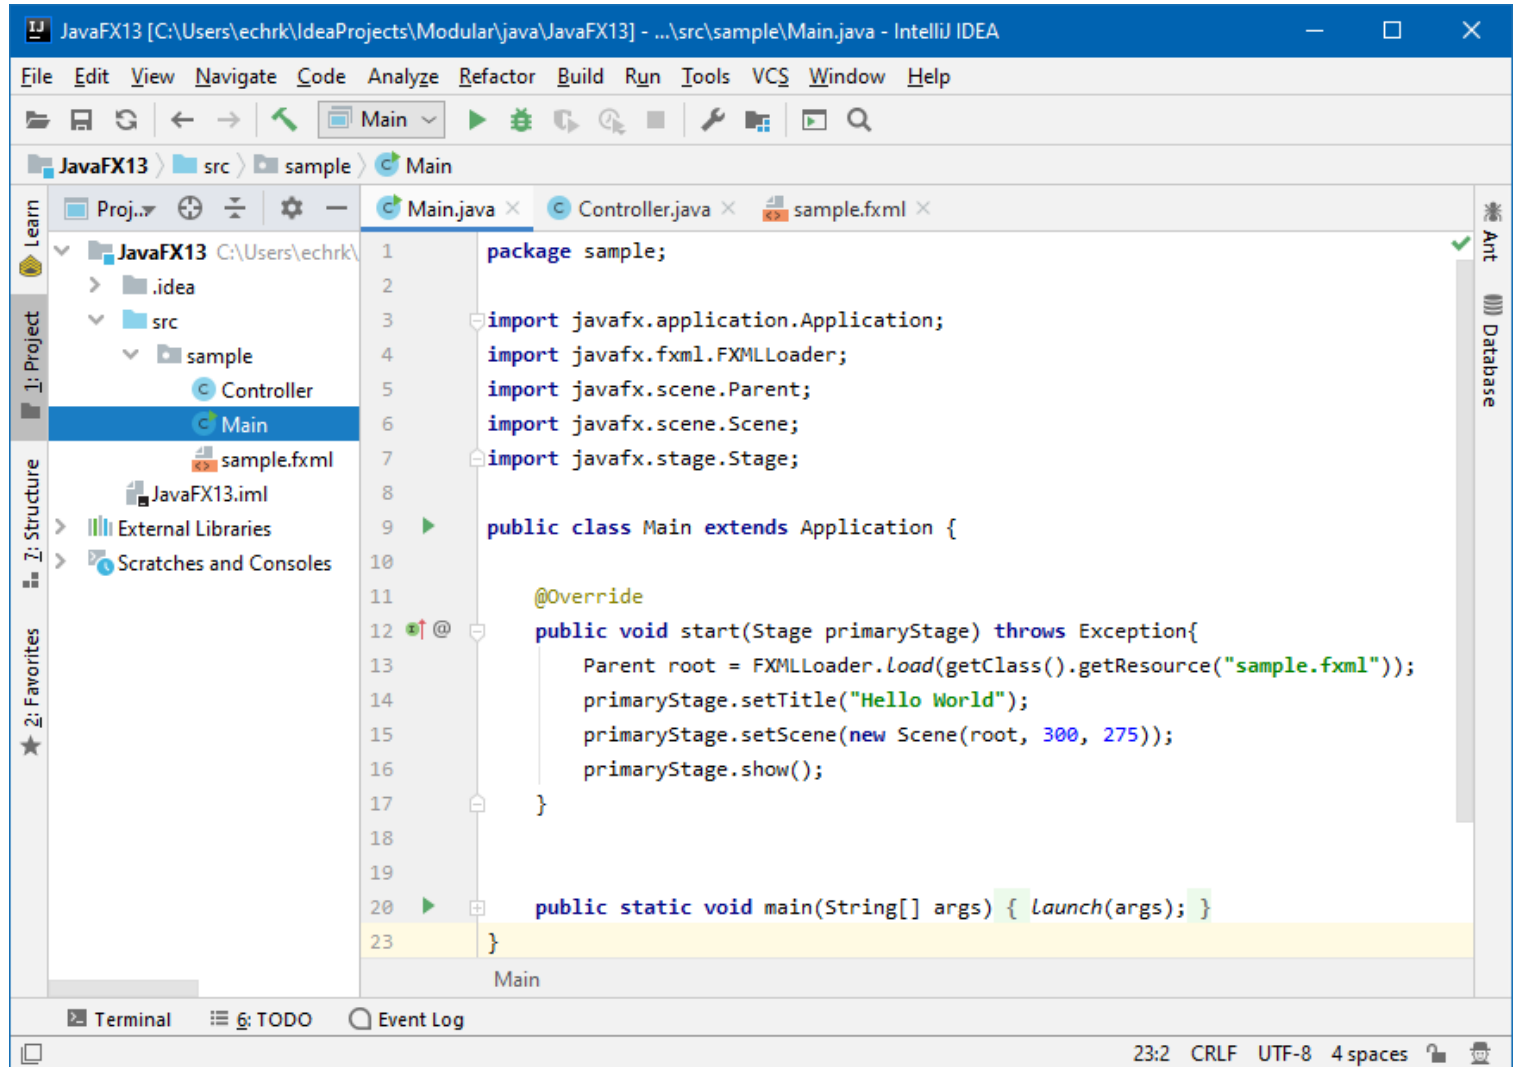 JavaFX13 [C:\Users\echrk\IdeaProjects\Modular\java\JavaFX13] - ...\src\sample\Main.java - IntelliJ IDEA
File Edit View Navigate Code Analyze Refactor Build Run Tools VCS Window Help
Main
JavaFX13 src sample Main
Learn
1: Project
7: Structure
2: Favorites
Proj..
JavaFX13 C:\Users\echrk\
.idea
src
sample
Controller
Main
sample.fxml
JavaFX13.iml
External Libraries
Scratches and Consoles
Main.java Controller.java sample.fxml
1 package sample;
2
3 import javafx.application.Application;
4 import javafx.fxml.FXMLLoader;
5 import javafx.scene.Parent;
6 import javafx.scene.Scene;
7 import javafx.stage.Stage;
8
9 public class Main extends Application {
10
11 @Override
12 @ public void start(Stage primaryStage) throws Exception{
13 Parent root = FXMLLoader.load(getClass().getResource("sample.fxml"));
14 primaryStage.setTitle("Hello World");
15 primaryStage.setScene(new Scene(root, 300, 275));
16 primaryStage.show();
17 }
18
19
20 public static void main(String[] args) { launch(args); }
23 }
Main
Ant
Database
Terminal 6: TODO Event Log
23:2 CRLF UTF-8 4 spaces